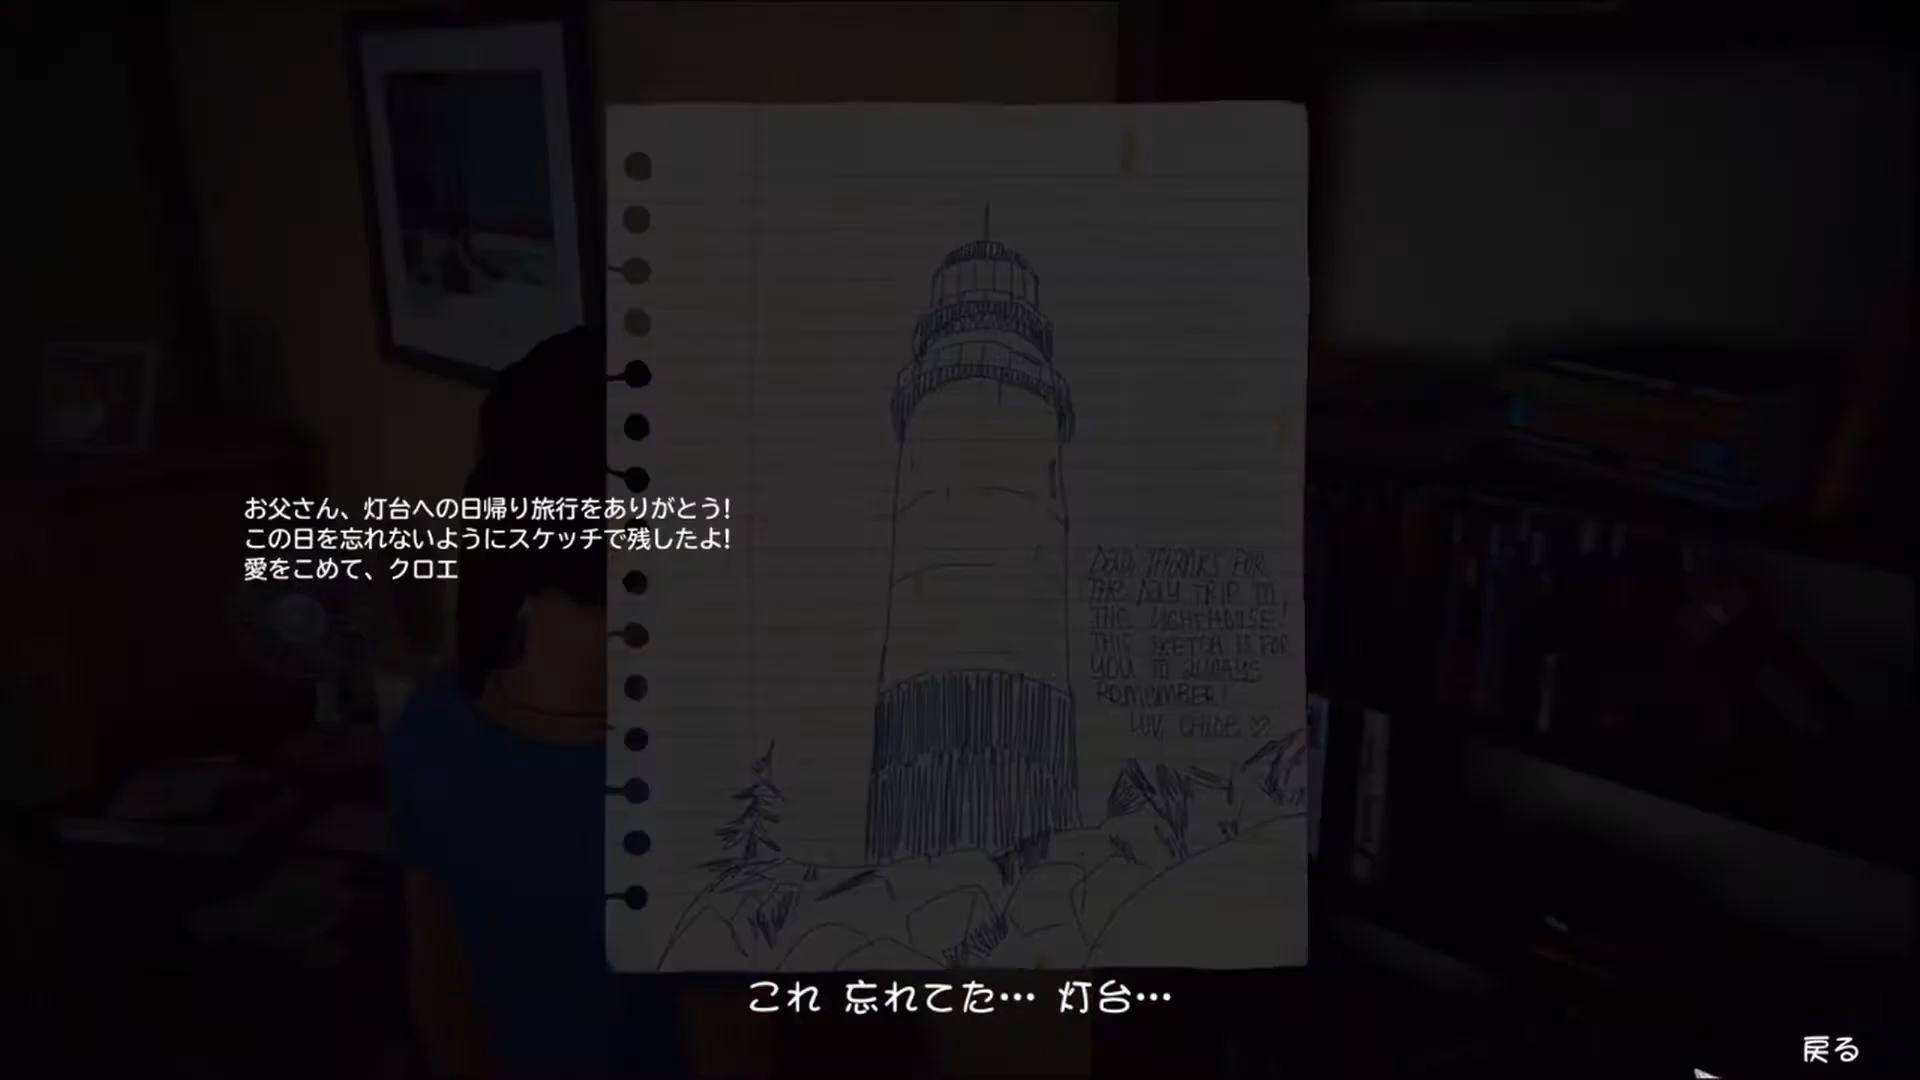 お父さん、灯台への日帰り旅行をありがとう!
この日を忘れないようにスケッチで残したよ!
愛をこめて、クロエ
DAD, THANKS FOR
THE DAY TRIP TO
THE LIGHTHOUSE!
THIS SKETCH IS FOR
YOU TO ALWAYS
REMEMBER!
LUV, CHLOE
これ 忘れてた… 灯台…
戻る